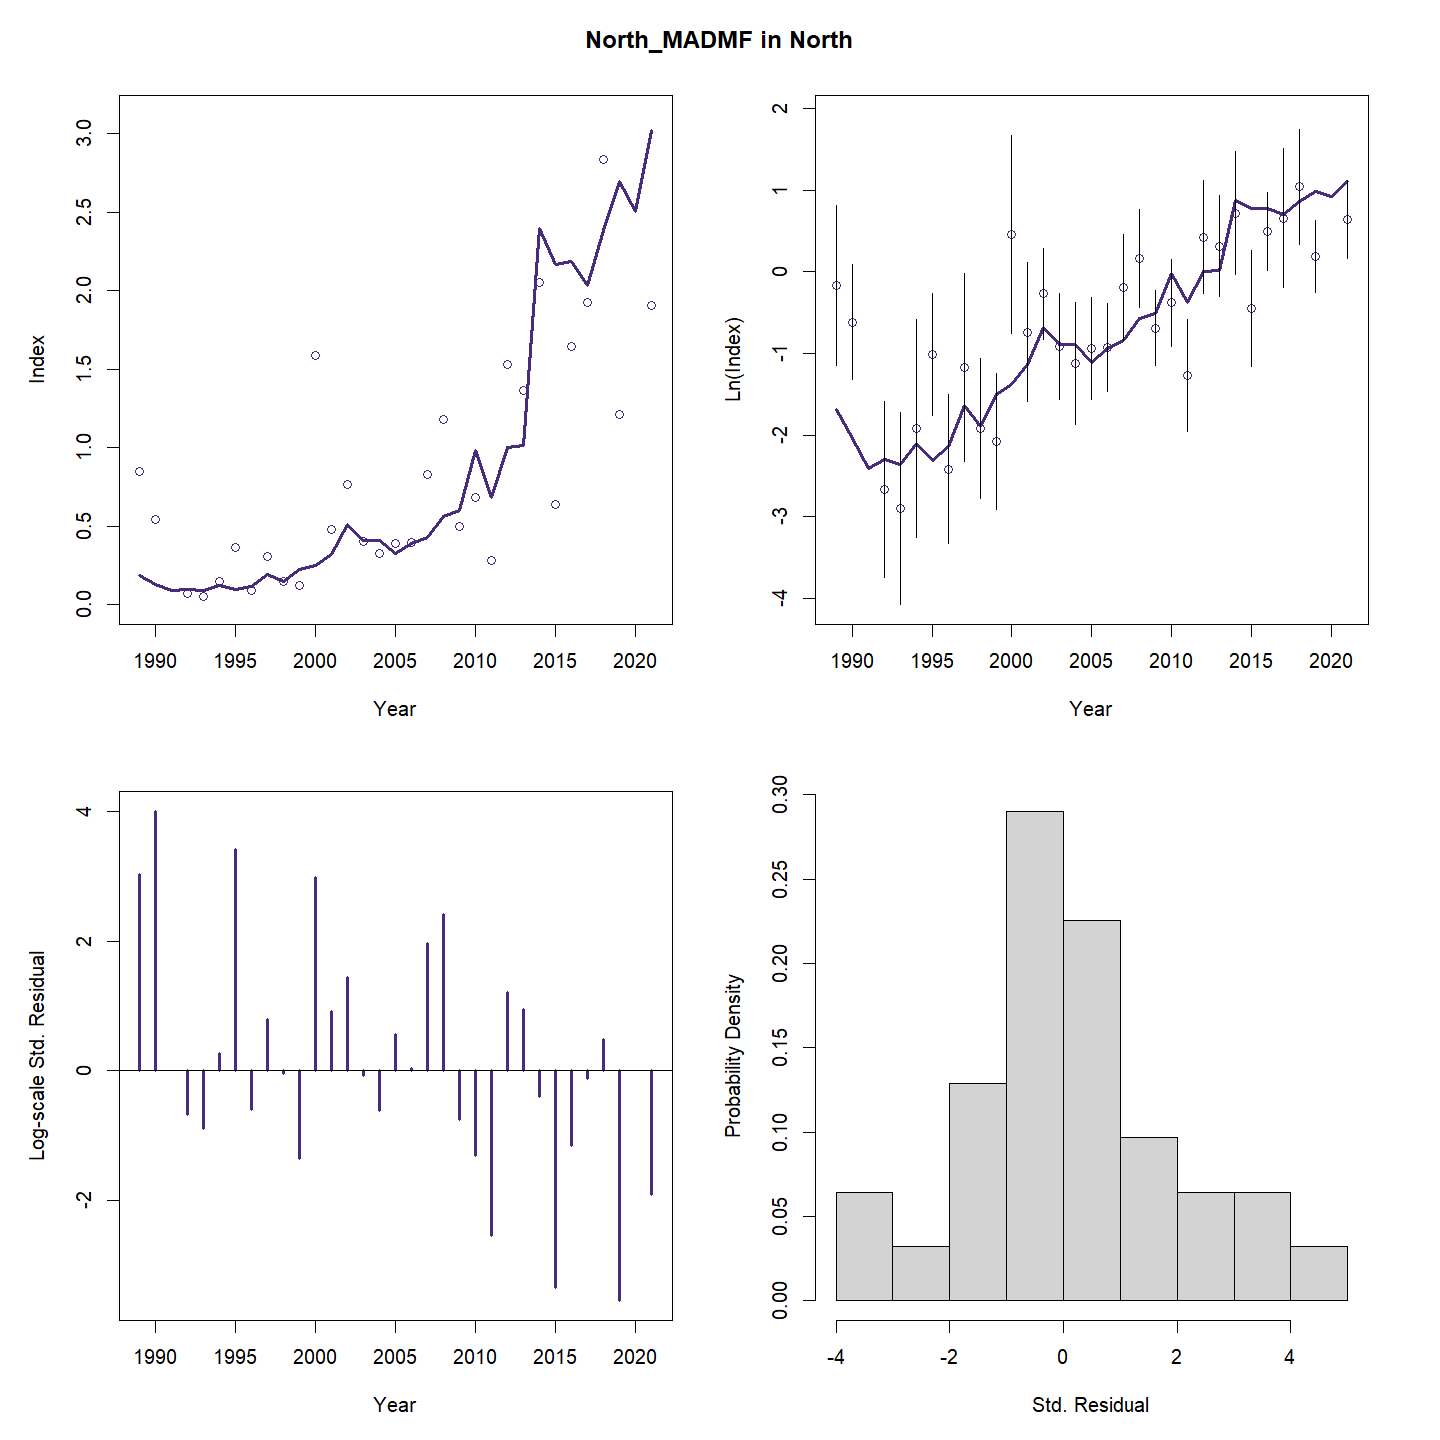 North_MADMF in North
Index
0.0 0.5 1.0 1.5 2.0 2.5 3.0
1990 1995 2000 2005 2010 2015 2020
Year
Ln(Index)
-4 -3 -2 -1 0 1 2
1990 1995 2000 2005 2010 2015 2020
Year
Log-scale Std. Residual
-2 0 2 4
1990 1995 2000 2005 2010 2015 2020
Year
Probability Density
0.00 0.05 0.10 0.15 0.20 0.25 0.30
-4 -2 0 2 4
Std. Residual